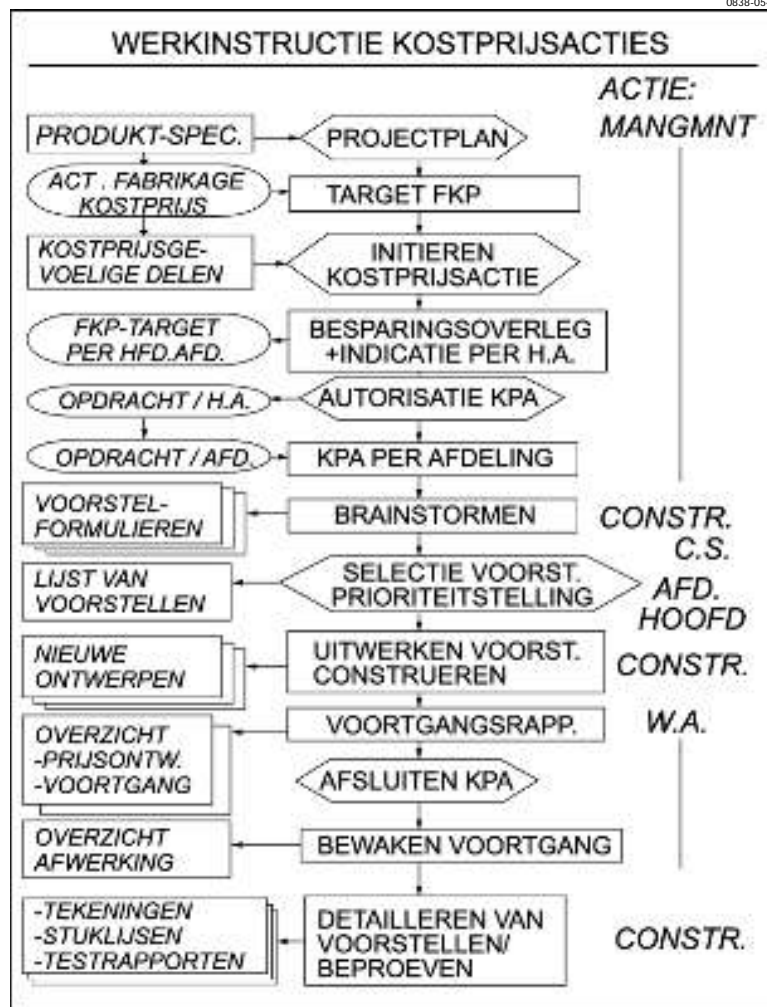 0838-05-
WERKINSTRUCTIE KOSTPRIJSACTIES
ACTIE:
MANGMNT
PRODUKT-SPEC.
PROJECTPLAN
ACT . FABRIKAGE
KOSTPRIJS
TARGET FKP
KOSTPRIJSGE-
VOELIGE DELEN
INITIEREN
KOSTPRIJSACTIE
FKP-TARGET
PER HFD.AFD.
BESPARINGSOVERLEG
+INDICATIE PER H.A.
OPDRACHT / H.A.
AUTORISATIE KPA
OPDRACHT / AFD.
KPA PER AFDELING
VOORSTEL-
FORMULIEREN
BRAINSTORMEN
CONSTR.
C.S.
LIJST VAN
VOORSTELLEN
SELECTIE VOORST.
PRIORITEITSTELLING
AFD.
HOOFD
NIEUWE
ONTWERPEN
UITWERKEN VOORST.
CONSTRUEREN
CONSTR.
OVERZICHT
-PRIJSONTW.
-VOORTGANG
VOORTGANGSRAPP.
W.A.
AFSLUITEN KPA
OVERZICHT
AFWERKING
BEWAKEN VOORTGANG
-TEKENINGEN
-STUKLIJSEN
-TESTRAPPORTEN
DETAILLEREN VAN
VOORSTELLEN/
BEPROEVEN
CONSTR.